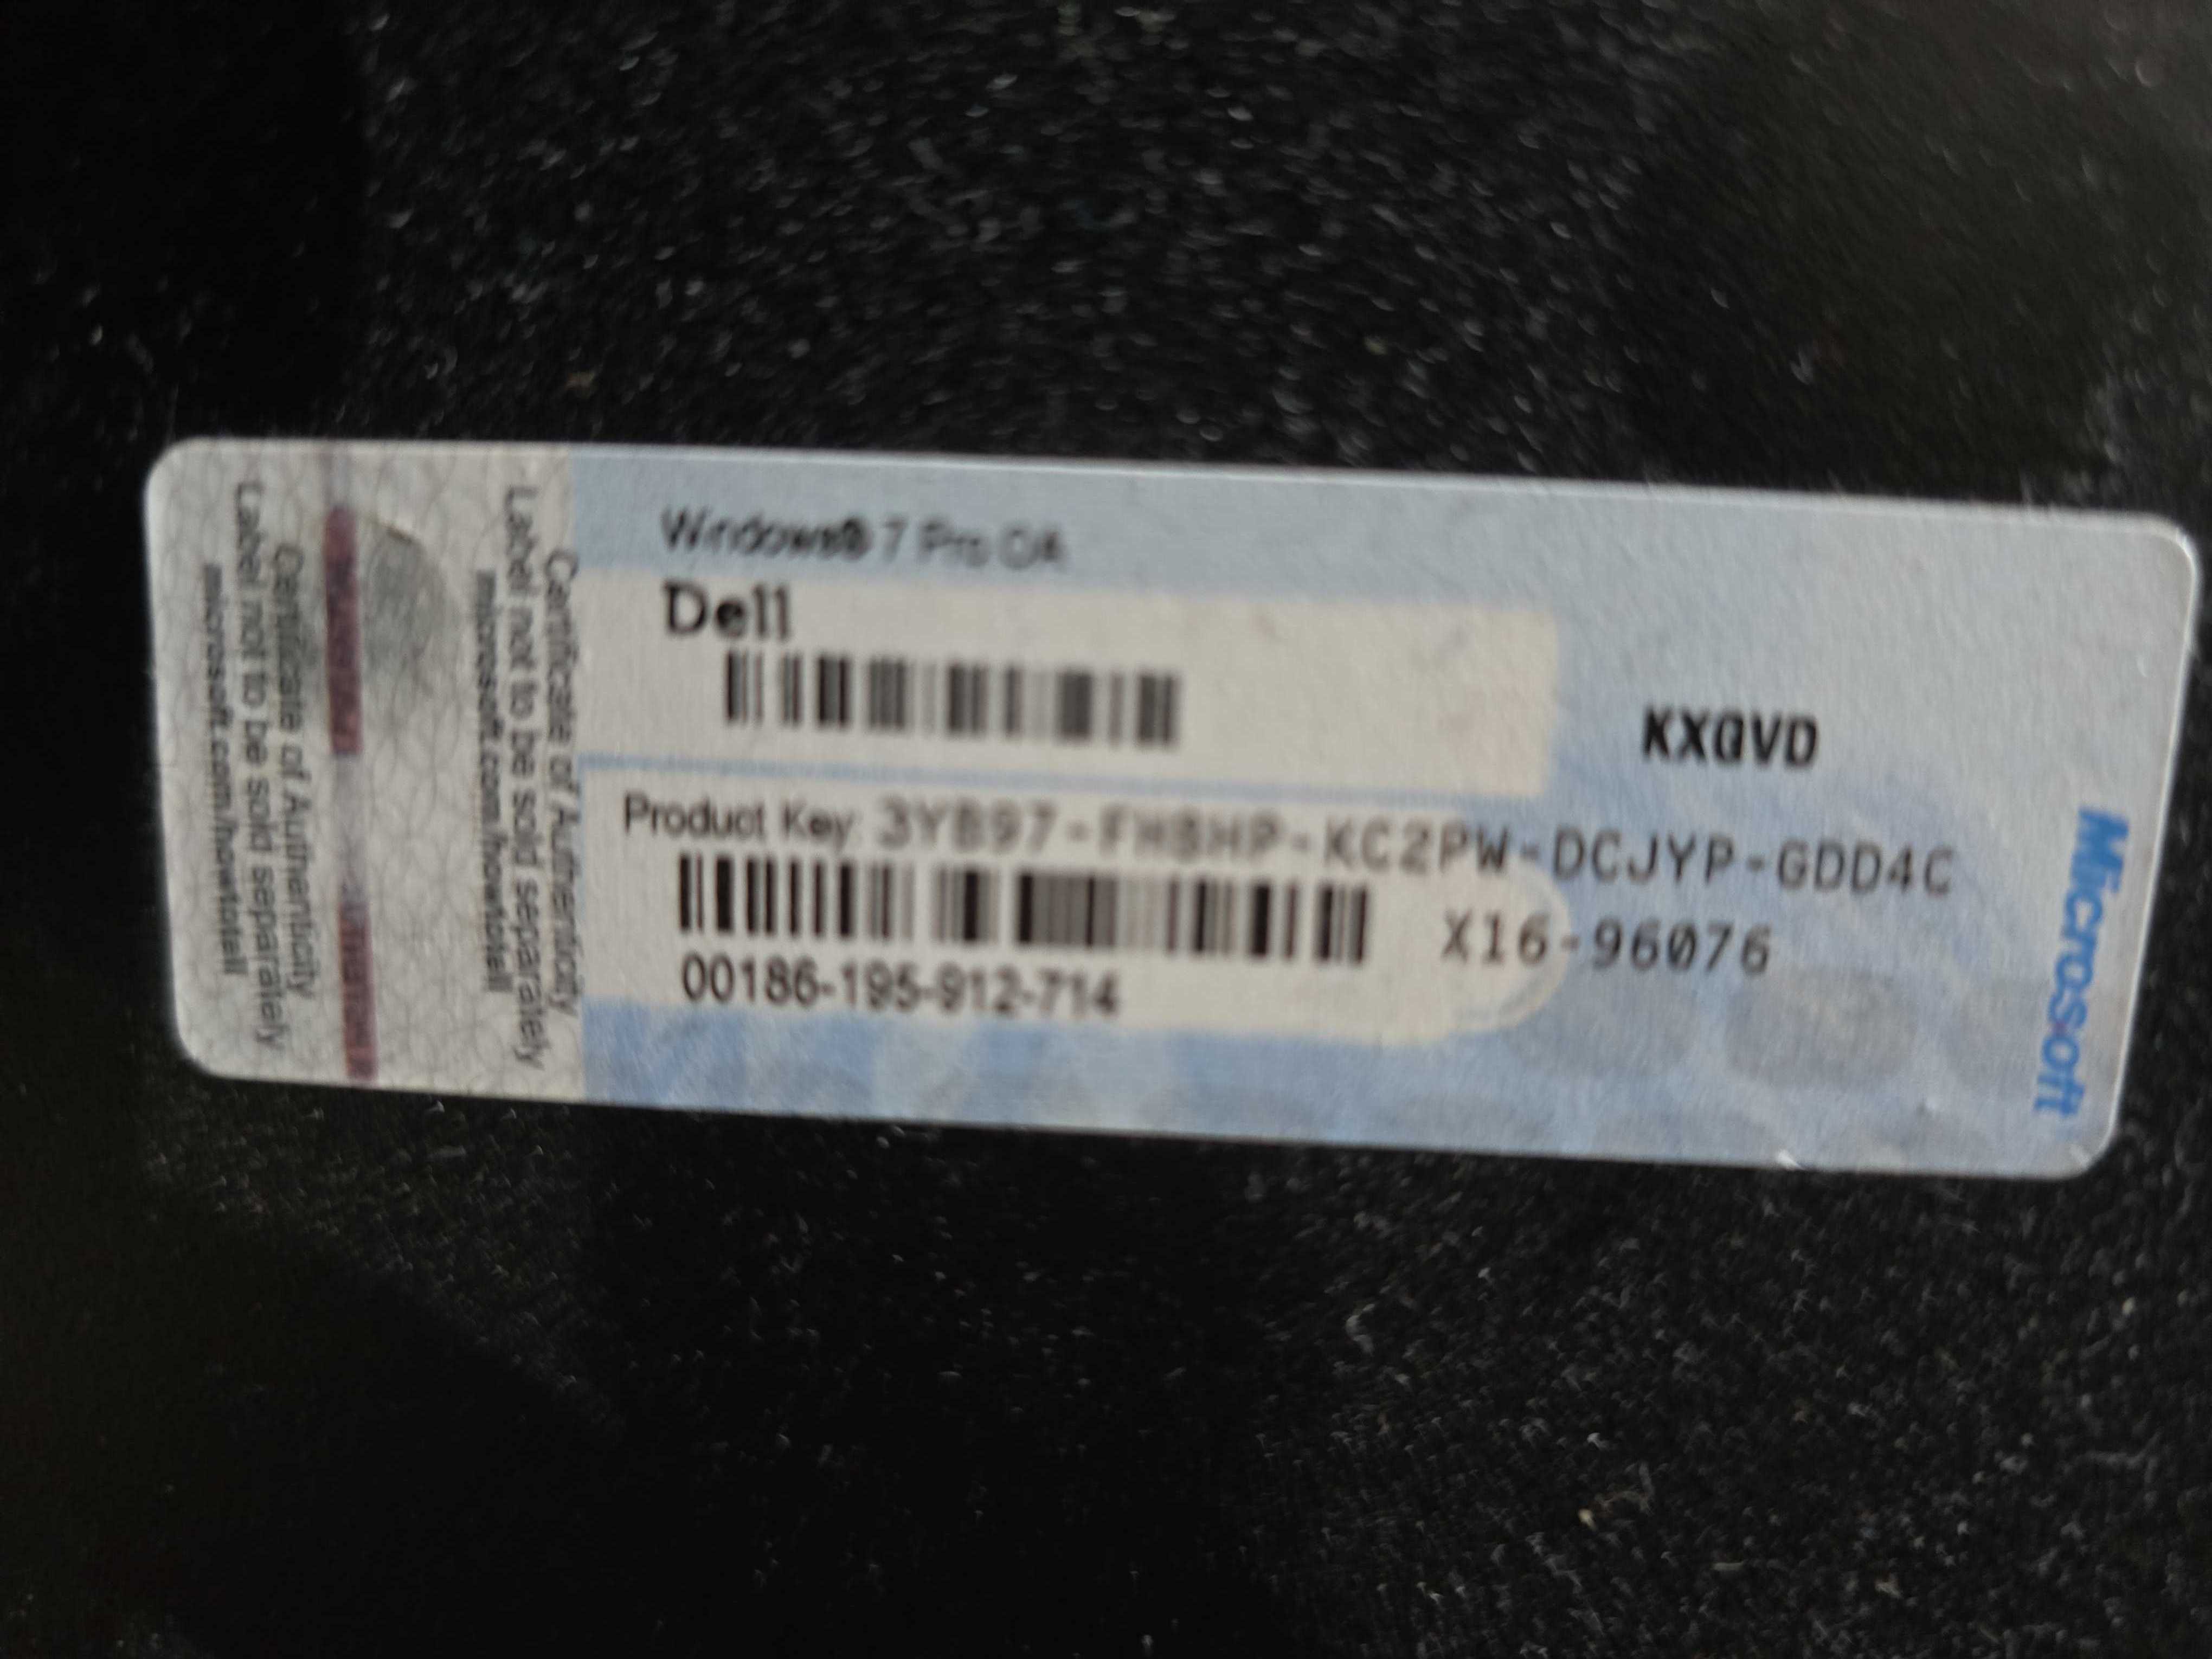 Windows® 7 Pro OA
Dell
KXGVD
Product Key: 3YB97-FHBHP-KC2PW-DCJYP-GDD4C
X16-96076
00186-195-912-714
Microsoft
Certificate of Authenticity
Label not to be sold separately
microsoft.com/howtotell
Certificate of Authenticity
Label not to be sold separately
microsoft.com/howtotell